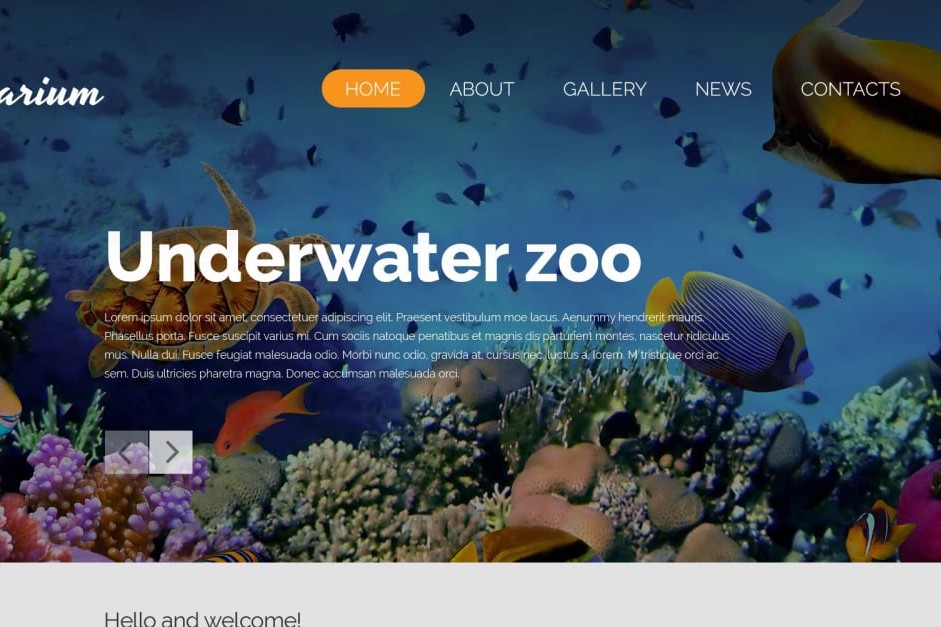 arium
HOME ABOUT GALLERY NEWS CONTACTS
Underwater zoo
Lorem ipsum dolor sit amet, consectetuer adipiscing elit. Praesent vestibulum moe lacus. Aenummy hendrerit mauris.
Phasellus porta. Fusce suscipit varius mi. Cum sociis natoque penatibus et magnis dis parturient montes, nascetur ridiculus
mus. Nulla dui. Fusce feugiat malesuada odio. Morbi nunc odio, gravida at, cursus nec, luctus a, lorem. M tristique orci ac
sem. Duis ultricies pharetra magna. Donec accumsan malesuada orci.
Hello and welcome!